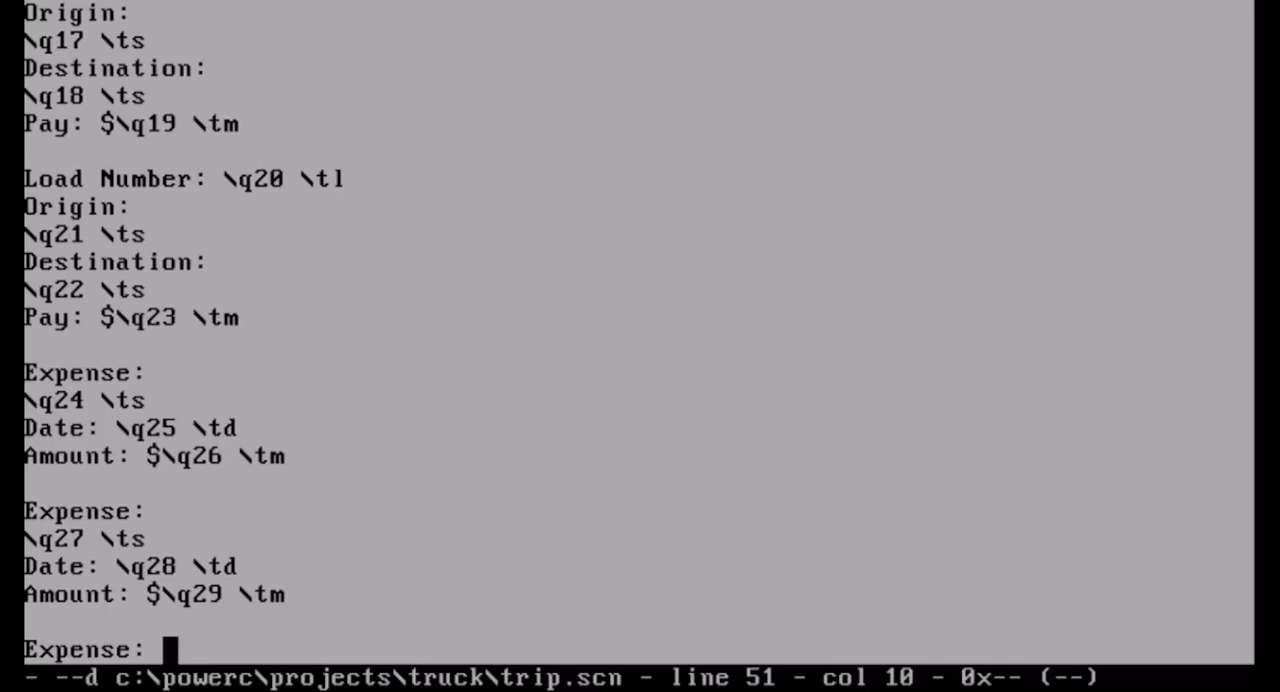 Origin:
\q17 \ts
Destination:
\q18 \ts
Pay: $\q19 \tm
Load Number: \q20 \tl
Origin:
\q21 \ts
Destination:
\q22 \ts
Pay: $\q23 \tm
Expense:
\q24 \ts
Date: \q25 \td
Amount: $\q26 \tm
Expense:
\q27 \ts
Date: \q28 \td
Amount: $\q29 \tm
Expense:
- --d c:\powerc\projects\truck\trip.scn - line 51 - col 10 - 0x-- (--)